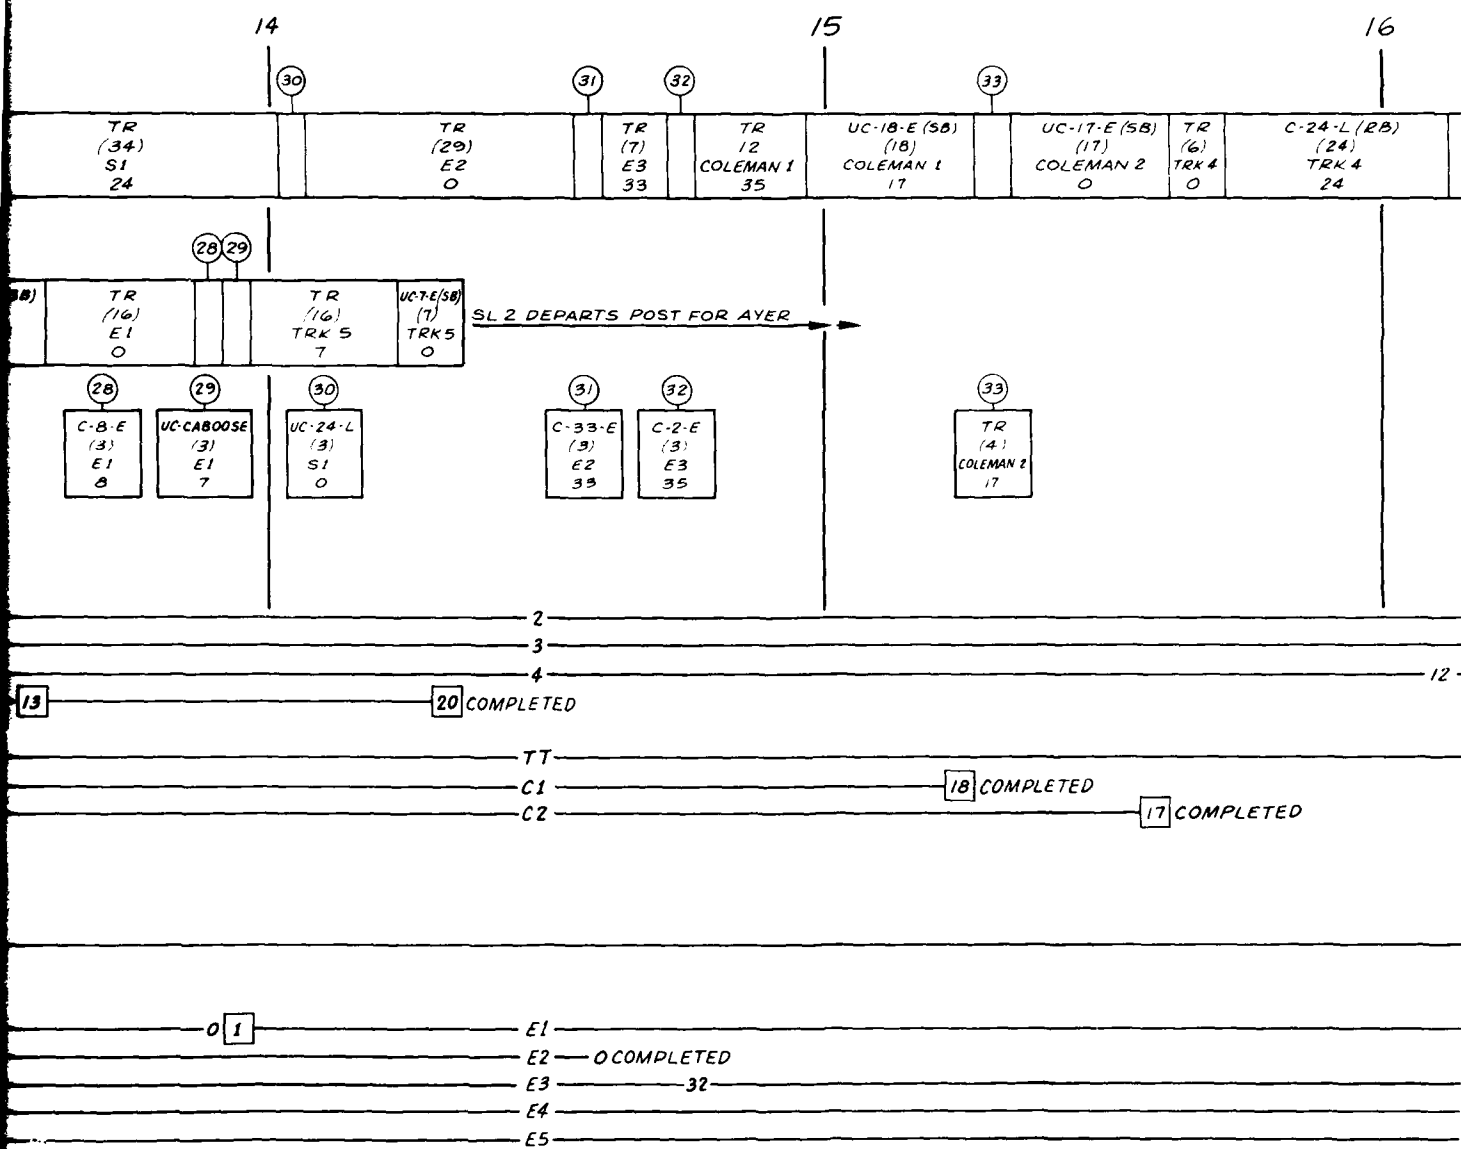 14
15
16
30
31
32
33
TR
(34)
S1
24
TR
(29)
E2
0
TR
(7)
E3
33
TR
12
COLEMAN 1
35
UC-18-E (SB)
(18)
COLEMAN 1
17
UC-17-E (SB)
(17)
COLEMAN 2
0
TR
(6)
TRK 4
0
C-24-L (RB)
(24)
TRK 4
24
28
29
TR
(16)
E1
0
TR
(16)
TRK 5
7
UC-7-E (SB)
(7)
TRK 5
0
SL 2 DEPARTS POST FOR AYER
28
C-8-E
(3)
E1
8
29
UC-CABOOSE
(3)
E1
7
30
UC-24-L
(3)
S1
0
31
C-33-E
(3)
E2
33
32
C-2-E
(3)
E3
35
33
TR
(4)
COLEMAN 2
17
2
3
4 12
13 20 COMPLETED
TT
C1 18 COMPLETED
C2 17 COMPLETED
0 1 E1
E2 0 COMPLETED
E3 32
E4
E5